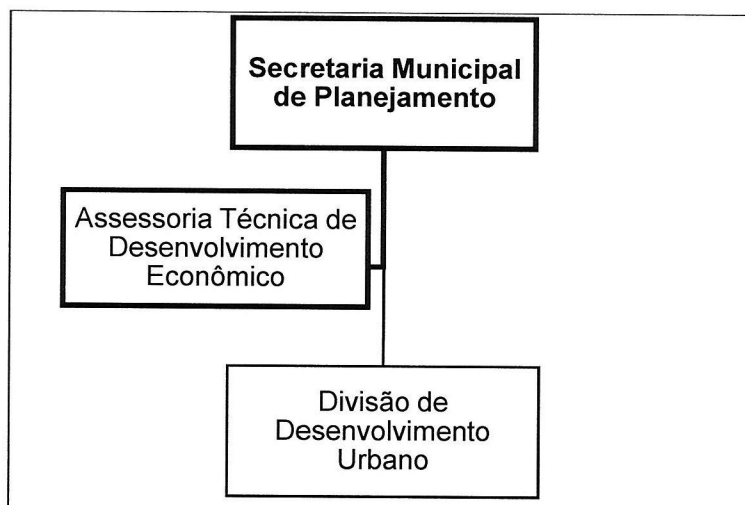 Secretaria Municipal
de Planejamento
Assessoria Técnica de
Desenvolvimento
Econômico
Divisão de
Desenvolvimento
Urbano